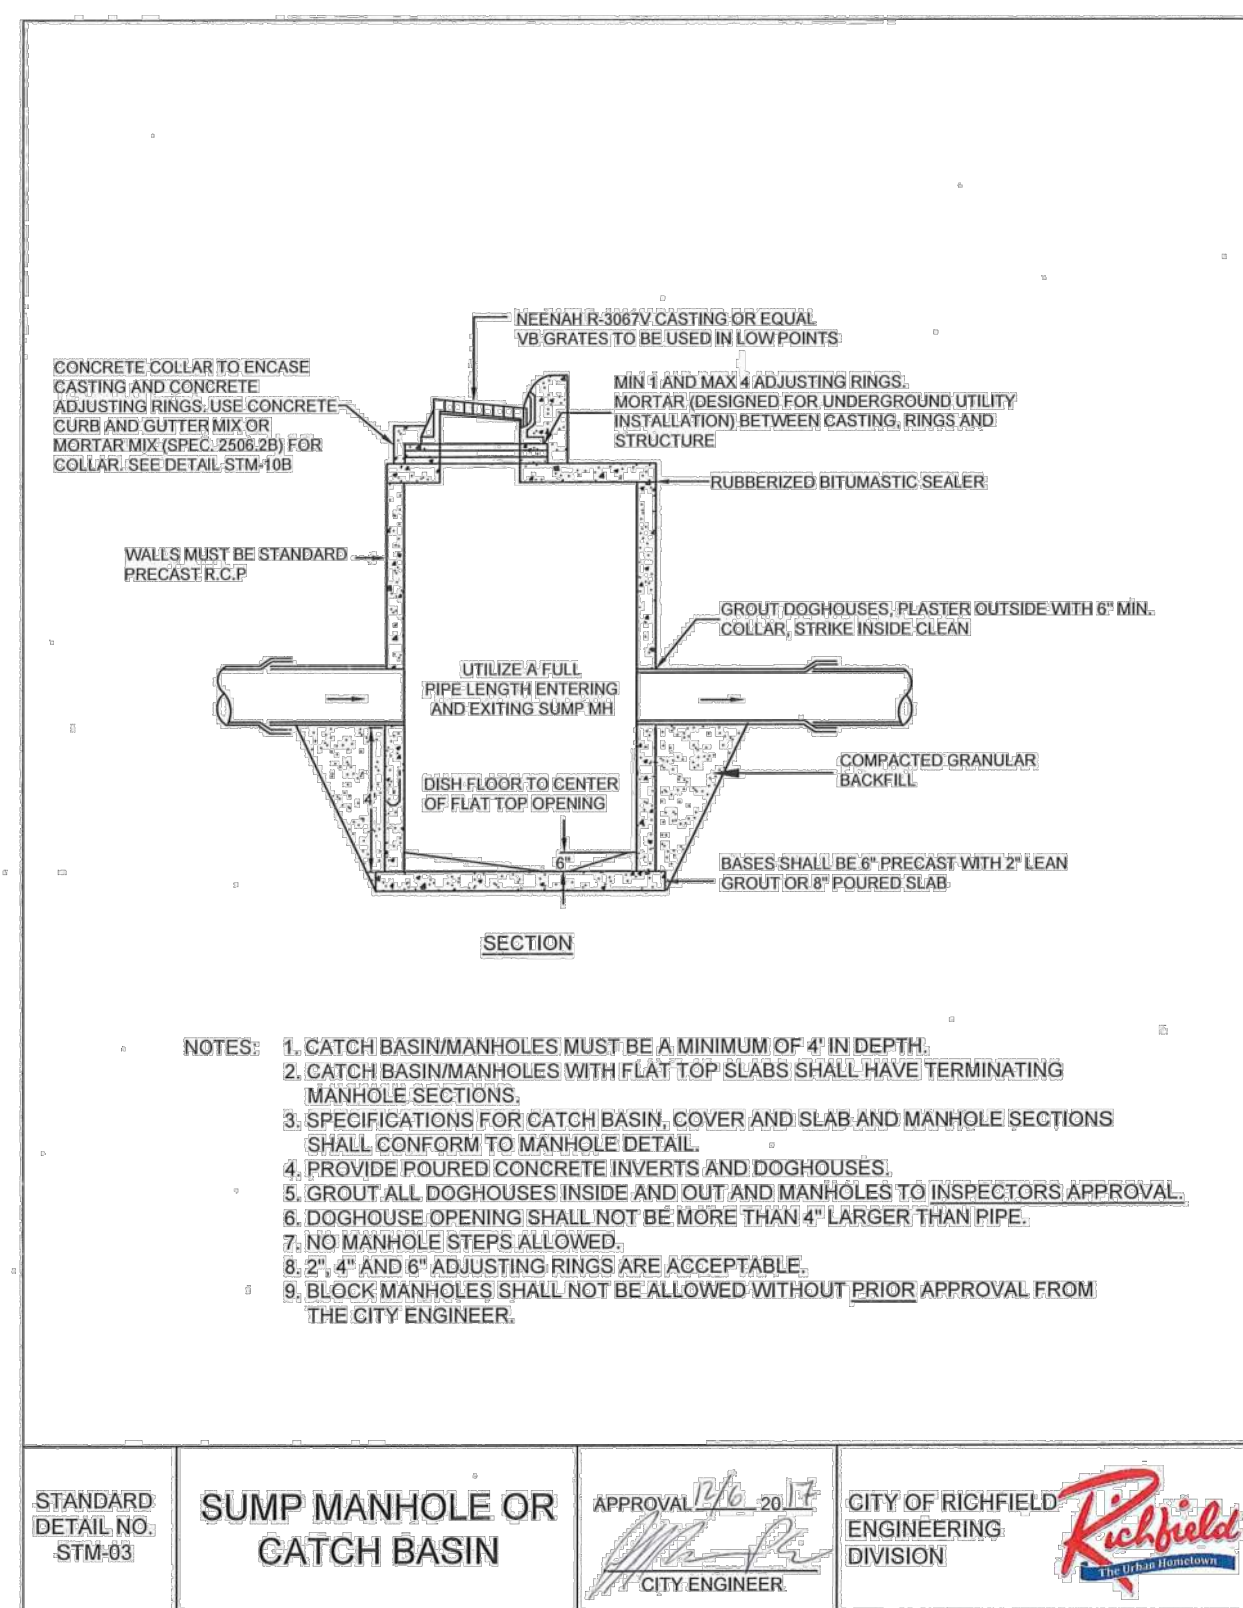 NEENAH R-3067V CASTING OR EQUAL
VB GRATES TO BE USED IN LOW POINTS
CONCRETE COLLAR TO ENCASE
CASTING AND CONCRETE
ADJUSTING RINGS. USE CONCRETE
CURB AND GUTTER MIX OR
MORTAR MIX (SPEC. 2506.2B) FOR
COLLAR. SEE DETAIL STM-10B
MIN 1 AND MAX 4 ADJUSTING RINGS.
MORTAR (DESIGNED FOR UNDERGROUND UTILITY
INSTALLATION) BETWEEN CASTING, RINGS AND
STRUCTURE
RUBBERIZED BITUMASTIC SEALER
WALLS MUST BE STANDARD
PRECAST R.C.P
GROUT DOGHOUSES, PLASTER OUTSIDE WITH 6" MIN.
COLLAR, STRIKE INSIDE CLEAN
UTILIZE A FULL
PIPE LENGTH ENTERING
AND EXITING SUMP MH
COMPACTED GRANULAR
BACKFILL
DISH FLOOR TO CENTER
OF FLAT TOP OPENING
4'
6"
BASES SHALL BE 6" PRECAST WITH 2" LEAN
GROUT OR 8" POURED SLAB
SECTION
NOTES: 1. CATCH BASIN/MANHOLES MUST BE A MINIMUM OF 4' IN DEPTH.
2. CATCH BASIN/MANHOLES WITH FLAT TOP SLABS SHALL HAVE TERMINATING
MANHOLE SECTIONS.
3. SPECIFICATIONS FOR CATCH BASIN, COVER AND SLAB AND MANHOLE SECTIONS
SHALL CONFORM TO MANHOLE DETAIL.
4. PROVIDE POURED CONCRETE INVERTS AND DOGHOUSES.
5. GROUT ALL DOGHOUSES INSIDE AND OUT AND MANHOLES TO INSPECTORS APPROVAL.
6. DOGHOUSE OPENING SHALL NOT BE MORE THAN 4" LARGER THAN PIPE.
7. NO MANHOLE STEPS ALLOWED.
8. 2", 4" AND 6" ADJUSTING RINGS ARE ACCEPTABLE.
9. BLOCK MANHOLES SHALL NOT BE ALLOWED WITHOUT PRIOR APPROVAL FROM
THE CITY ENGINEER.
STANDARD
DETAIL NO.
STM-03
SUMP MANHOLE OR
CATCH BASIN
APPROVAL 12/6 20 17
CITY ENGINEER
CITY OF RICHFIELD
ENGINEERING
DIVISION
Richfield
The Urban Hometown